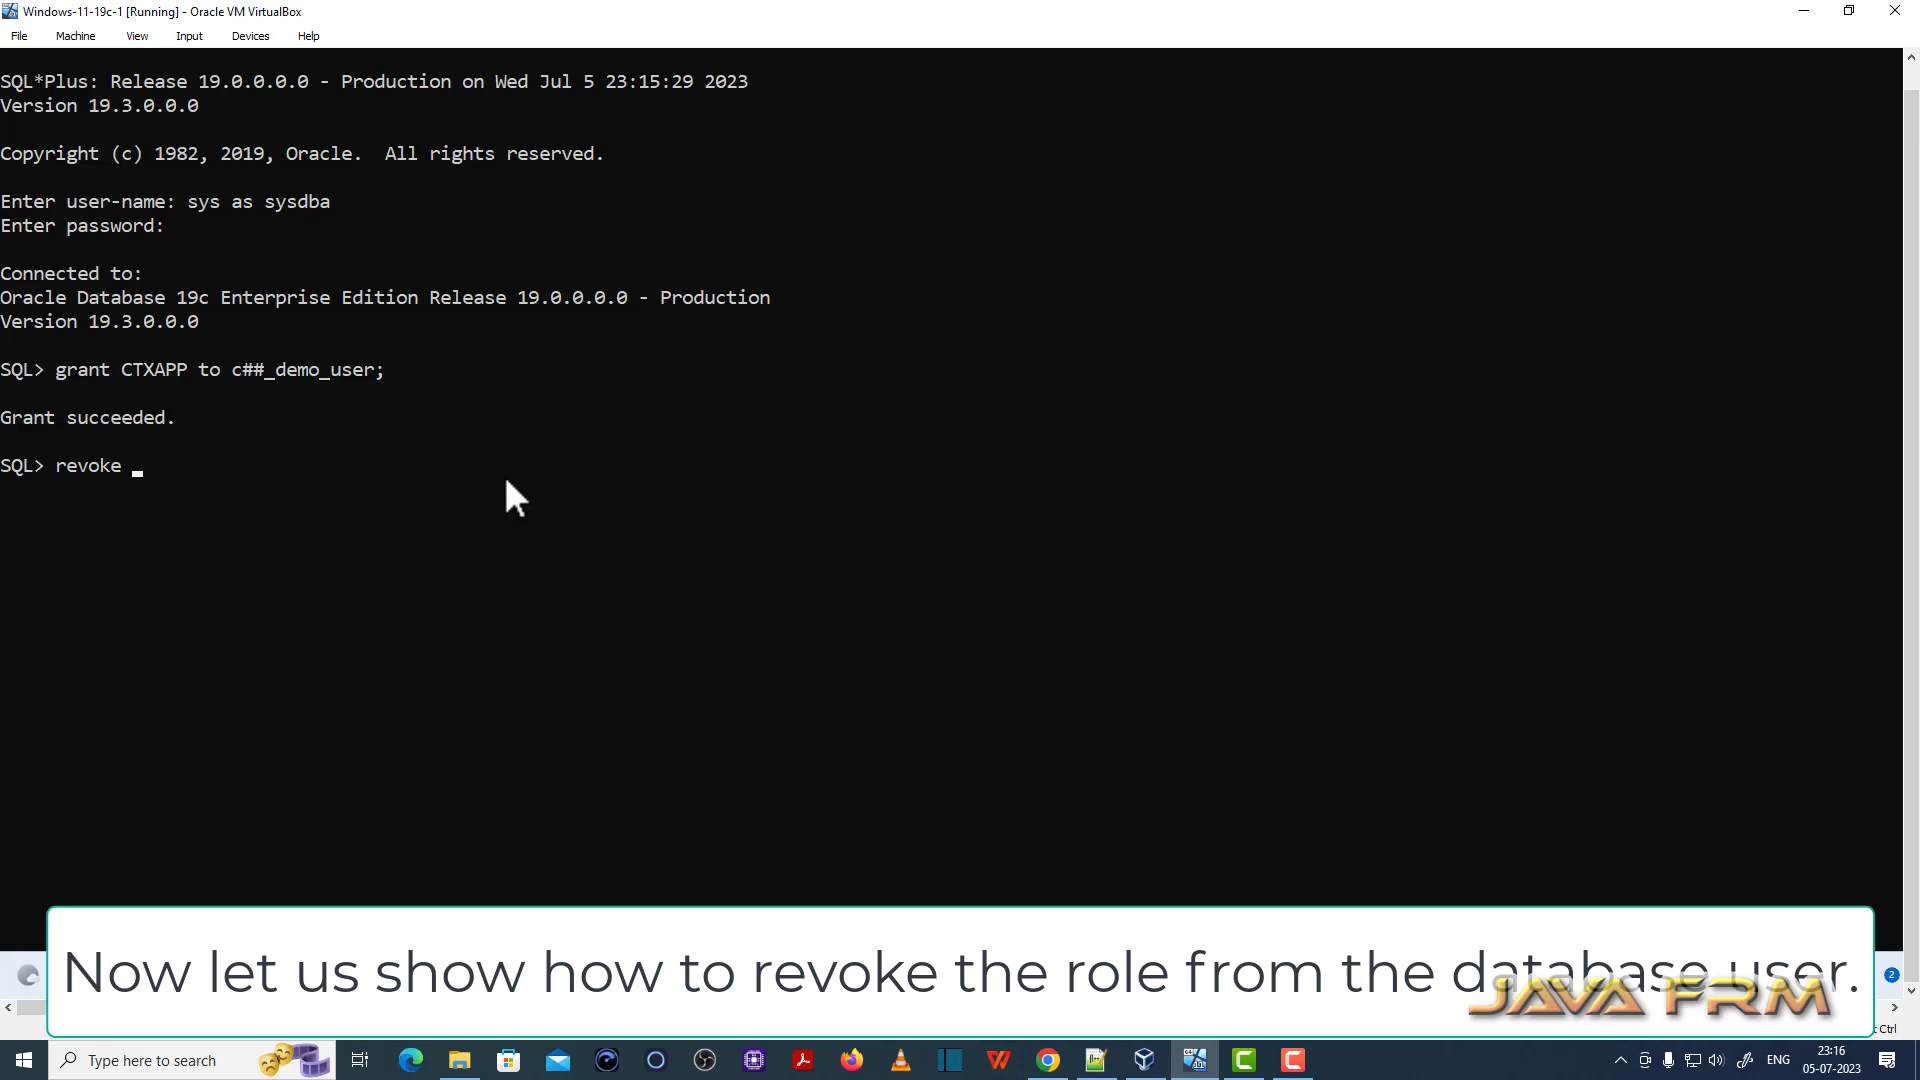 Windows-11-19c-1 [Running] - Oracle VM VirtualBox
File Machine View Input Devices Help
SQL*Plus: Release 19.0.0.0.0 - Production on Wed Jul 5 23:15:29 2023
Version 19.3.0.0.0
Copyright (c) 1982, 2019, Oracle.  All rights reserved.
Enter user-name: sys as sysdba
Enter password:
Connected to:
Oracle Database 19c Enterprise Edition Release 19.0.0.0.0 - Production
Version 19.3.0.0.0
SQL> grant CTXAPP to c##_demo_user;
Grant succeeded.
SQL> revoke _
Now let us show how to revoke the role from the database user.
JAVA FRM
2
Ctrl
Type here to search
ENG
23:16
05-07-2023